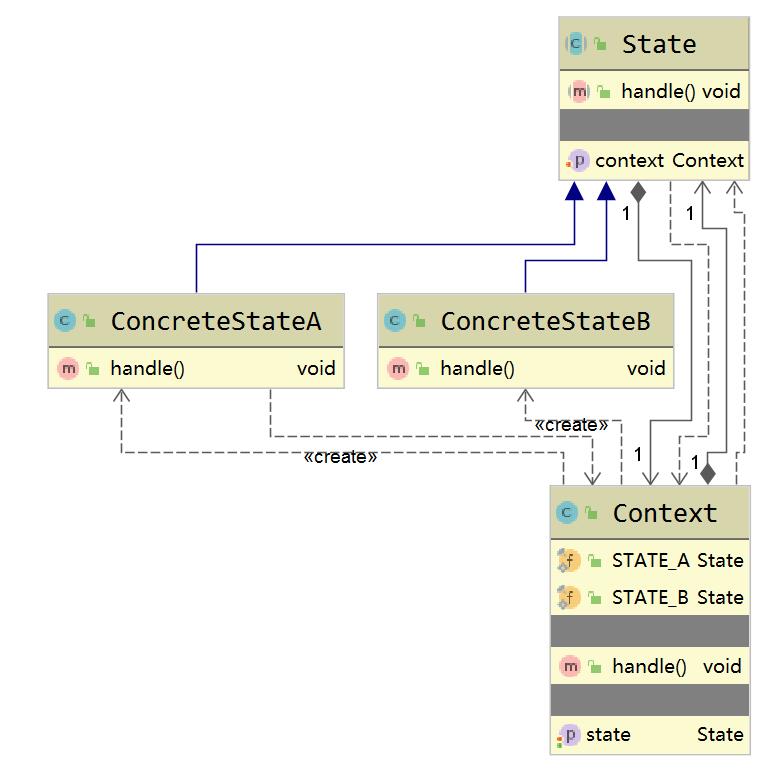 State
handle() void
context Context
1
1
ConcreteStateA
handle() void
ConcreteStateB
handle() void
«create»
«create»
1
1
Context
STATE_A State
STATE_B State
handle() void
state State